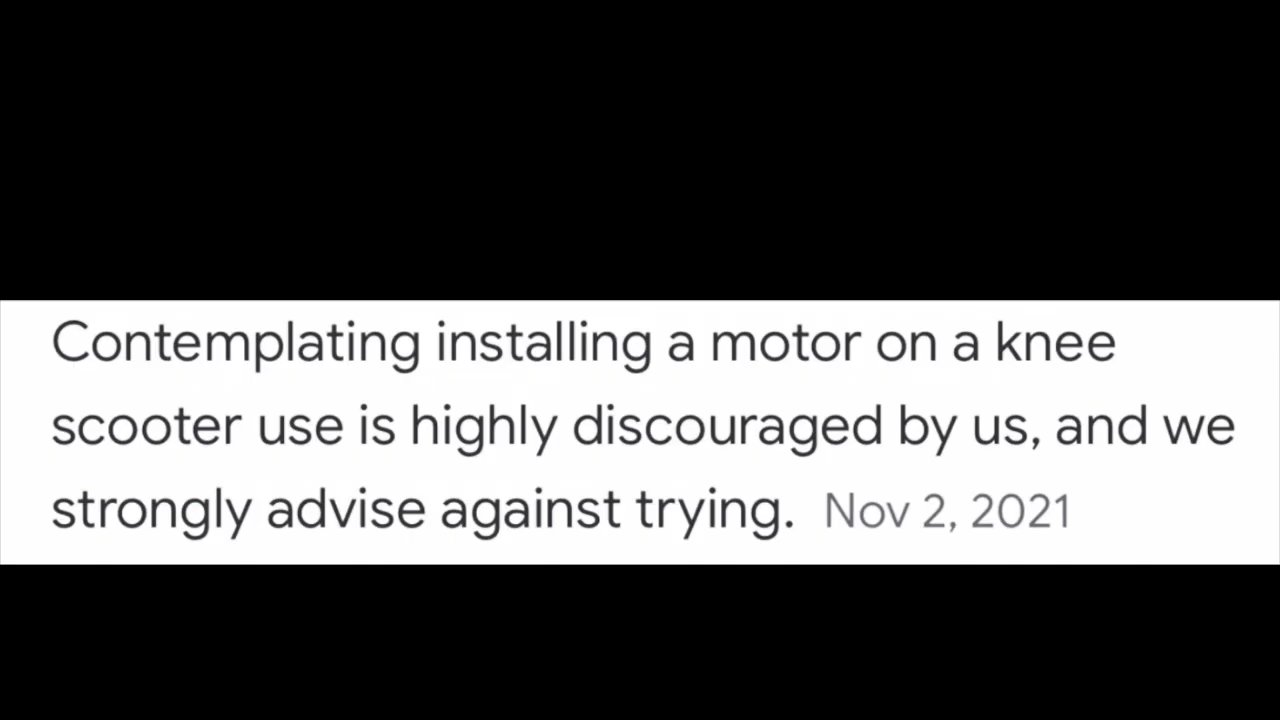 Contemplating installing a motor on a knee
scooter use is highly discouraged by us, and we
strongly advise against trying. Nov 2, 2021